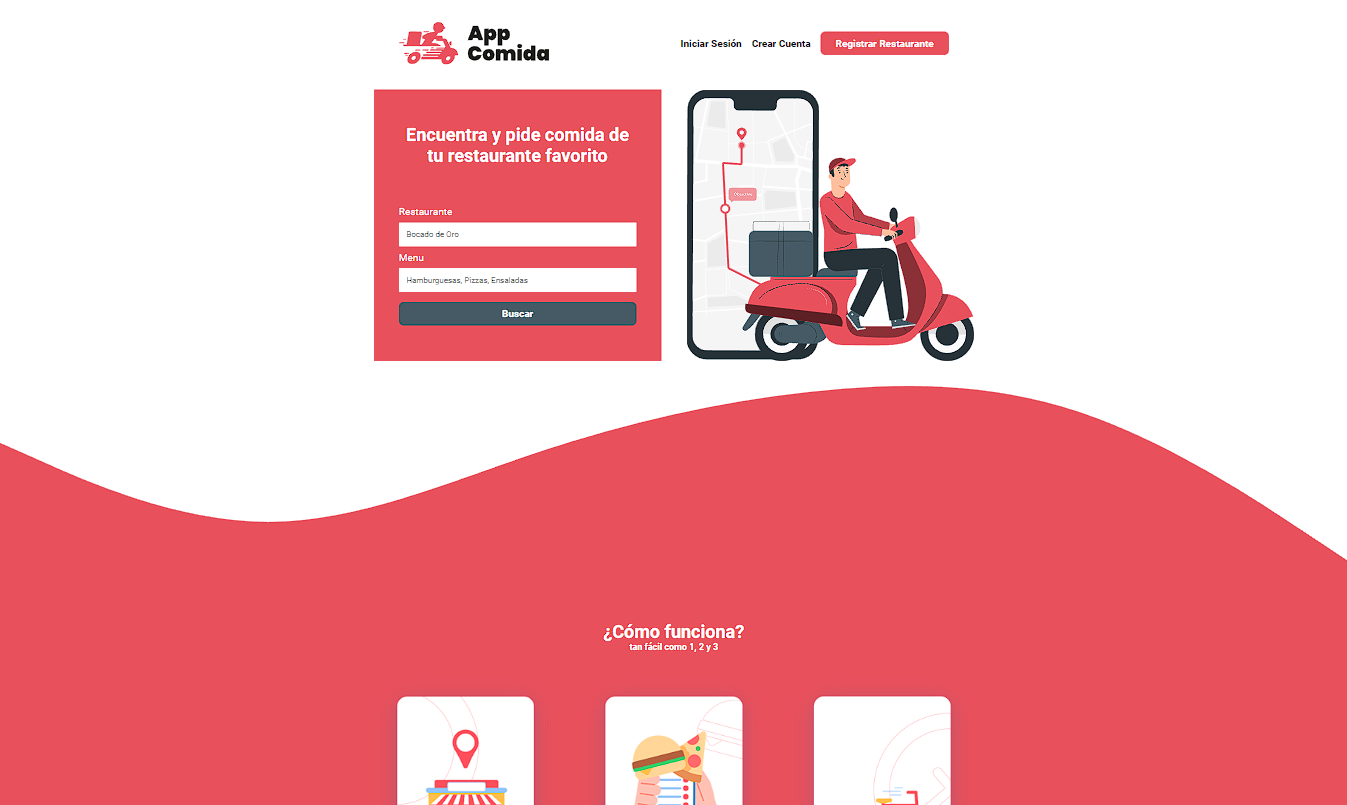 App
Comida
Iniciar Sesión
Crear Cuenta
Registrar Restaurante
Encuentra y pide comida de
tu restaurante favorito
Restaurante
Bocado de Oro
Menu
Hamburguesas, Pizzas, Ensaladas
Buscar
¿Cómo funciona?
tan fácil como 1, 2 y 3